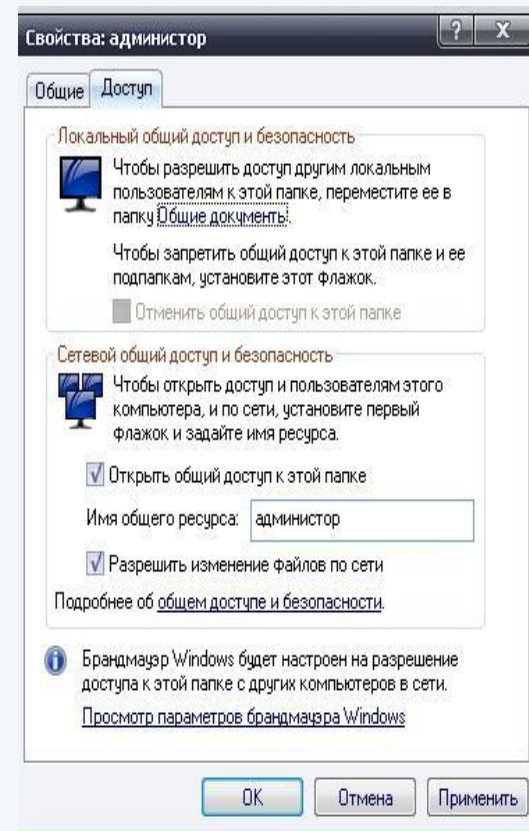 Свойства: администор
? X
Общие Доступ
Локальный общий доступ и безопасность
Чтобы разрешить доступ другим локальным
пользователям к этой папке, переместите ее в
папку Общие документы.
Чтобы запретить общий доступ к этой папке и ее
подпапкам, установите этот флажок.
Отменить общий доступ к этой папке
Сетевой общий доступ и безопасность
Чтобы открыть доступ и пользователям этого
компьютера, и по сети, установите первый
флажок и задайте имя ресурса.
Открыть общий доступ к этой папке
Имя общего ресурса: администор
Разрешить изменение файлов по сети
Подробнее об общем доступе и безопасности.
Брандмауэр Windows будет настроен на разрешение
доступа к этой папке с других компьютеров в сети.
Просмотр параметров брандмауэра Windows
OK Отмена Применить